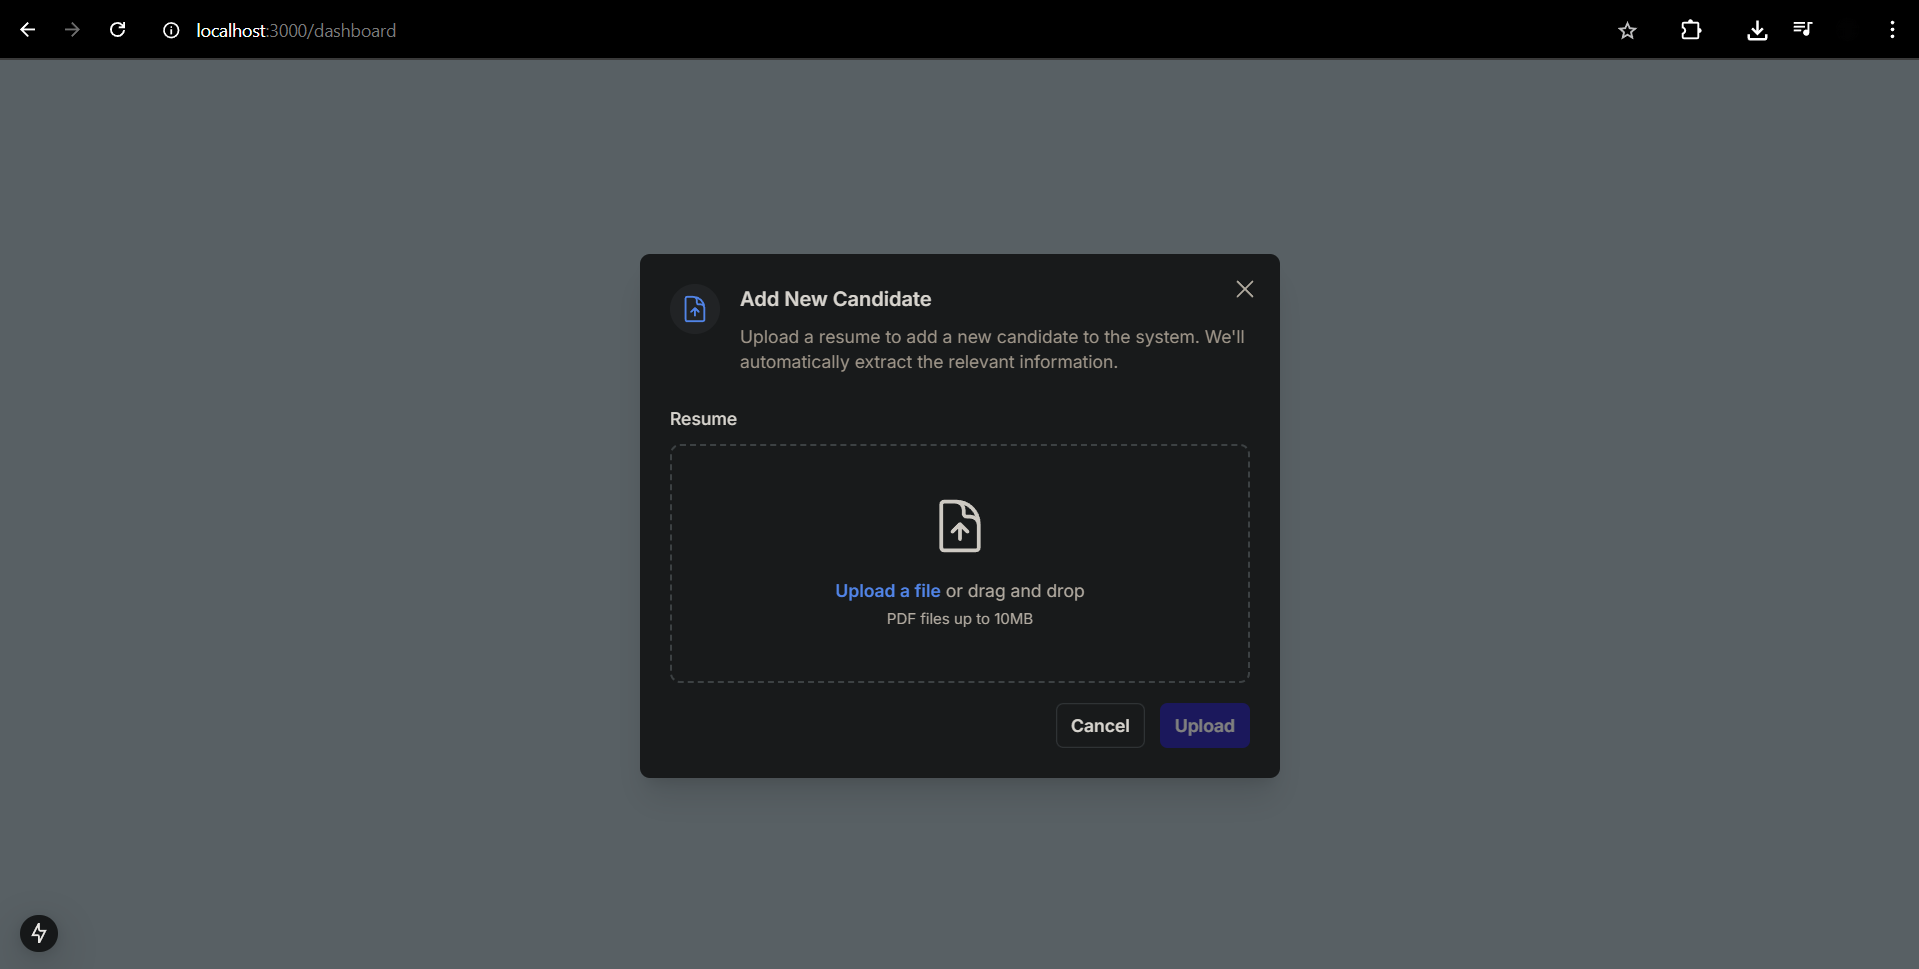 localhost:3000/dashboard
Add New Candidate
Upload a resume to add a new candidate to the system. We'll
automatically extract the relevant information.
Resume
Upload a file or drag and drop
PDF files up to 10MB
Cancel
Upload